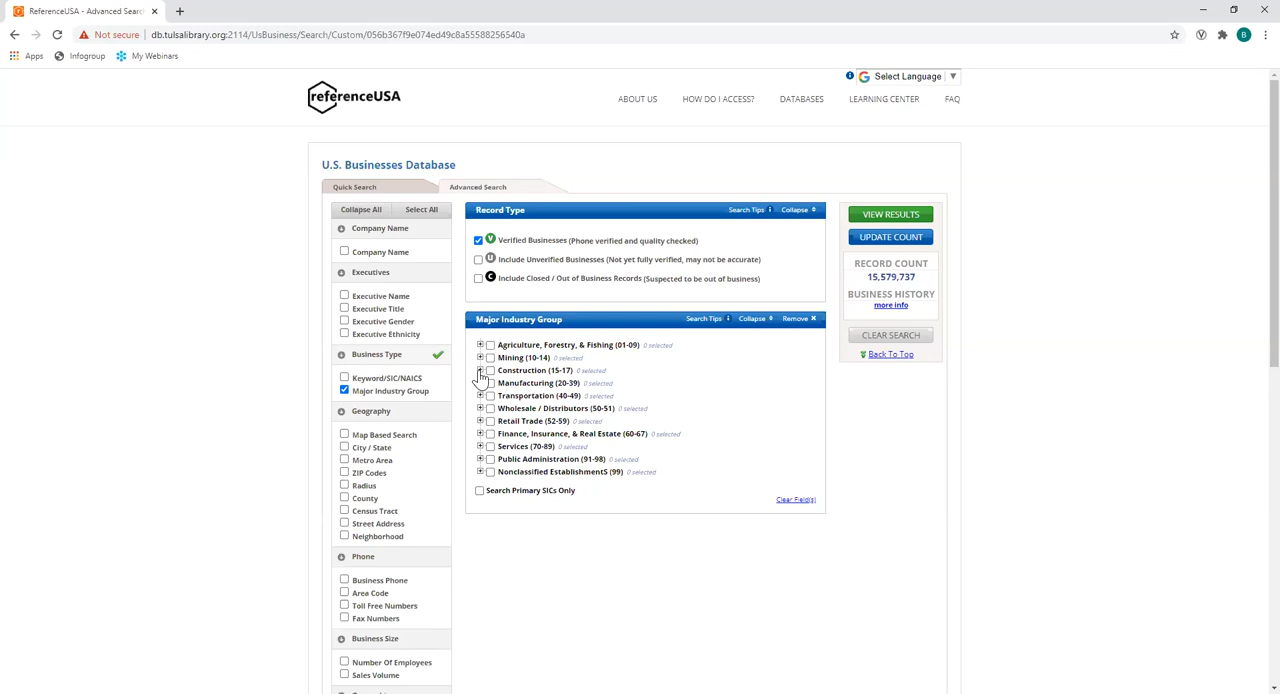 ReferenceUSA - Advanced Searc
Not secure | db.tulsalibrary.org:2114/UsBusiness/Search/Custom/056b367f9e074ed49c8a55588256540a
B
Apps Infogroup My Webinars
G Select Language ▼
referenceUSA
ABOUT US HOW DO I ACCESS? DATABASES LEARNING CENTER FAQ
U.S. Businesses Database
Quick Search Advanced Search
Collapse All Select All
Company Name
Company Name
Executives
Executive Name
Executive Title
Executive Gender
Executive Ethnicity
Business Type
Keyword/SIC/NAICS
Major Industry Group
Geography
Map Based Search
City / State
Metro Area
ZIP Codes
Radius
County
Census Tract
Street Address
Neighborhood
Phone
Business Phone
Area Code
Toll Free Numbers
Fax Numbers
Business Size
Number Of Employees
Sales Volume
Record Type Search Tips Collapse
V Verified Businesses (Phone verified and quality checked)
U Include Unverified Businesses (Not yet fully verified, may not be accurate)
C Include Closed / Out of Business Records (Suspected to be out of business)
Major Industry Group Search Tips Collapse Remove
Agriculture, Forestry, & Fishing (01-09) 0 selected
Mining (10-14) 0 selected
Construction (15-17) 0 selected
Manufacturing (20-39) 0 selected
Transportation (40-49) 0 selected
Wholesale / Distributors (50-51) 0 selected
Retail Trade (52-59) 0 selected
Finance, Insurance, & Real Estate (60-67) 0 selected
Services (70-89) 0 selected
Public Administration (91-98) 0 selected
Nonclassified EstablishmentS (99) 0 selected
Search Primary SICs Only
Clear Field(s)
VIEW RESULTS
UPDATE COUNT
RECORD COUNT
15,579,737
BUSINESS HISTORY
more info
CLEAR SEARCH
Back To Top